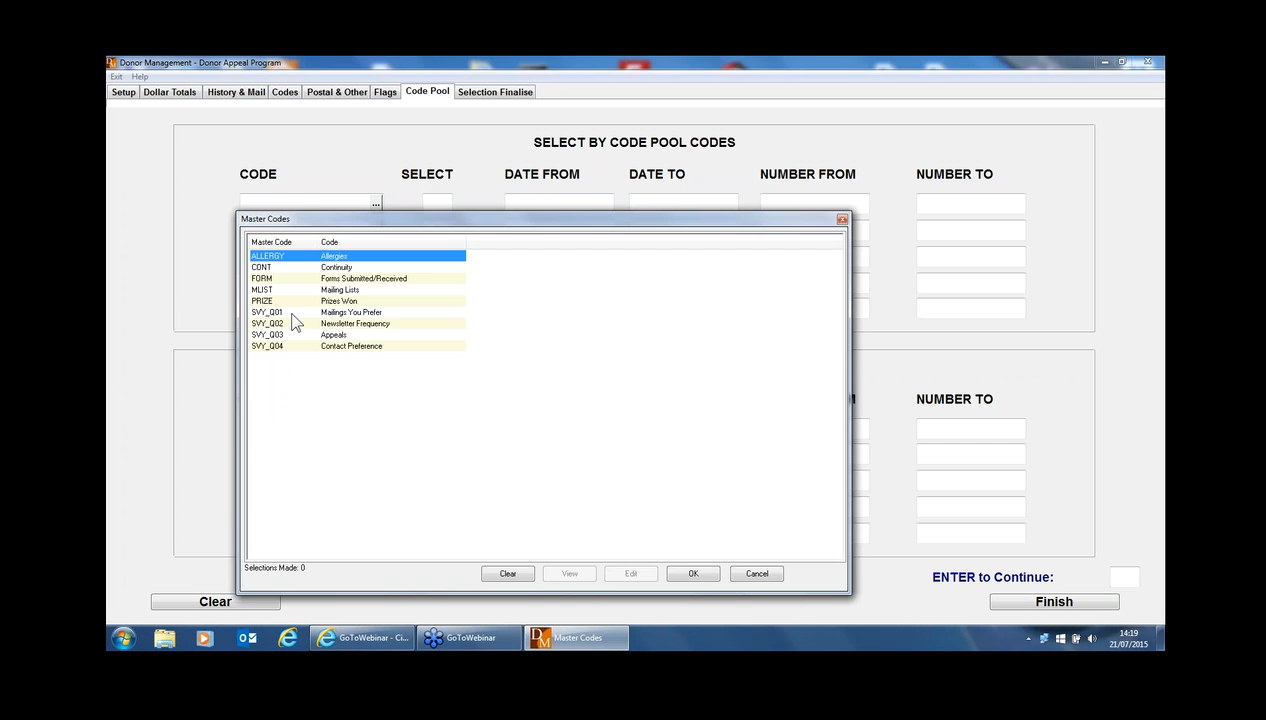 Donor Management - Donor Appeal Program
Exit Help
Setup Dollar Totals History & Mail Codes Postal & Other Flags Code Pool Selection Finalise
SELECT BY CODE POOL CODES
CODE SELECT DATE FROM DATE TO NUMBER FROM NUMBER TO
...
Master Codes
Master Code Code
ALLERGY Allergies
CONT Continuity
FORM Forms Submitted/Received
MLIST Mailing Lists
PRIZE Prizes Won
SVY_Q01 Mailings You Prefer
SVY_Q02 Newsletter Frequency
SVY_Q03 Appeals
SVY_Q04 Contact Preference
NUMBER TO
Selections Made: 0
Clear View Edit OK Cancel
ENTER to Continue:
Clear Finish
GoToWebinar - Ci... GoToWebinar Master Codes
14:19
21/07/2015